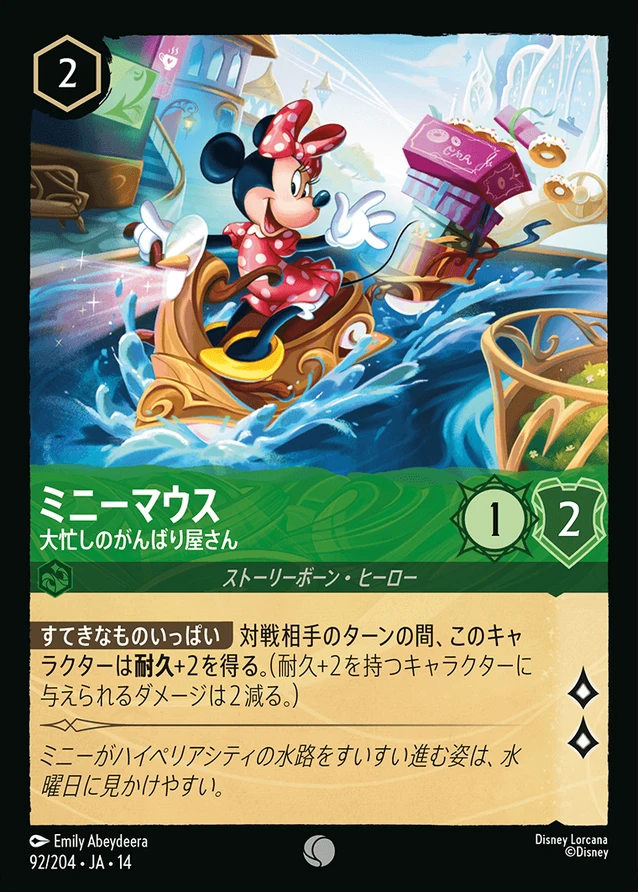 2
ミニーマウス
大忙しのがんばり屋さん
1
2
ストーリーボーン・ヒーロー
すてきなものいっぱい 対戦相手のターンの間、このキャ
ラクターは耐久+2を得る。(耐久+2を持つキャラクターに
与えられるダメージは2減る。)
ミニーがハイペリアシティの水路をすいすい進む姿は、水
曜日に見かけやすい。
Emily Abeydeera
92/204 • JA • 14
Disney Lorcana
©Disney